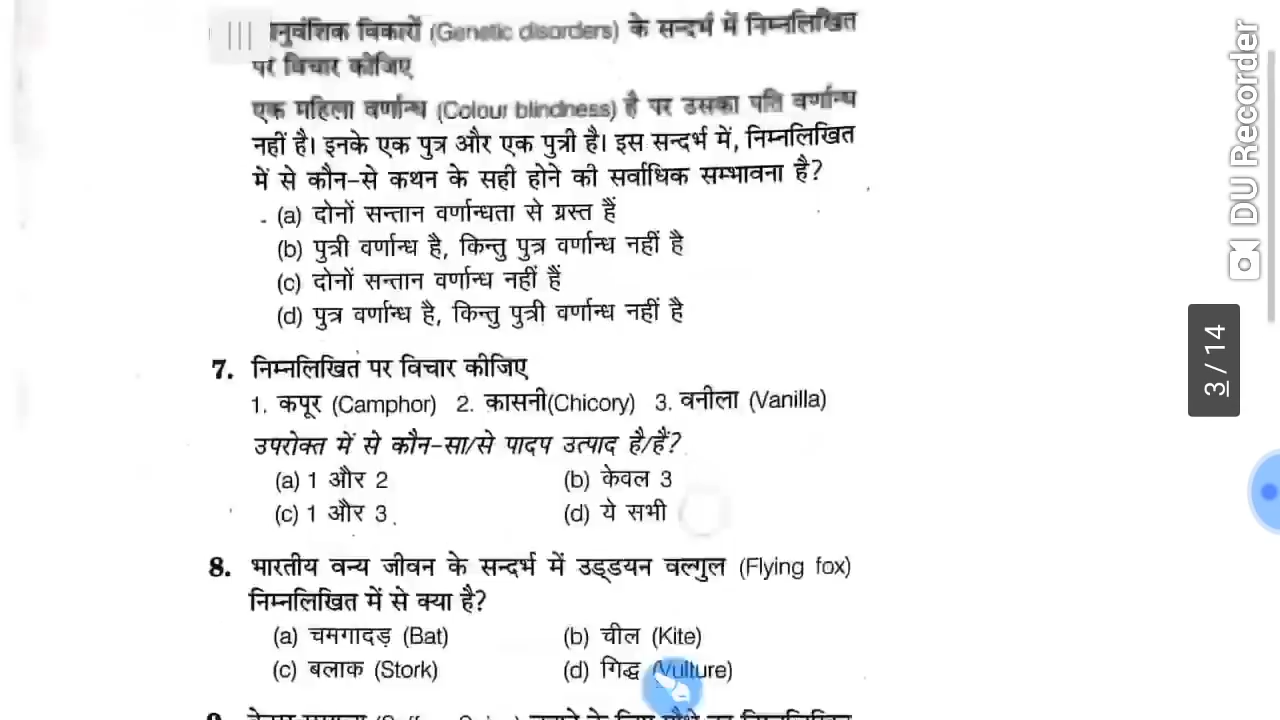 नुवंशिक विकारों (Genetic disorders) के सन्दर्भ में निम्नलिखित
पर विचार कीजिए
एक महिला वर्णान्ध (Colour blindness) है पर उसका पति वर्णान्ध
नहीं है। इनके एक पुत्र और एक पुत्री है। इस सन्दर्भ में, निम्नलिखित
में से कौन-से कथन के सही होने की सर्वाधिक सम्भावना है?
(a) दोनों सन्तान वर्णान्धता से ग्रस्त हैं
(b) पुत्री वर्णान्ध है, किन्तु पुत्र वर्णान्ध नहीं है
(c) दोनों सन्तान वर्णान्ध नहीं हैं
(d) पुत्र वर्णान्ध है, किन्तु पुत्री वर्णान्ध नहीं है
7. निम्नलिखित पर विचार कीजिए
1. कपूर (Camphor) 2. कासनी(Chicory) 3. वनीला (Vanilla)
उपरोक्त में से कौन-सा/से पादप उत्पाद है/हैं?
(a) 1 और 2 (b) केवल 3
(c) 1 और 3 (d) ये सभी
8. भारतीय वन्य जीवन के सन्दर्भ में उड्डयन वल्गुल (Flying fox)
निम्नलिखित में से क्या है?
(a) चमगादड़ (Bat) (b) चील (Kite)
(c) बलाक (Stork) (d) गिद्ध (Vulture)
DU Recorder
3 / 14